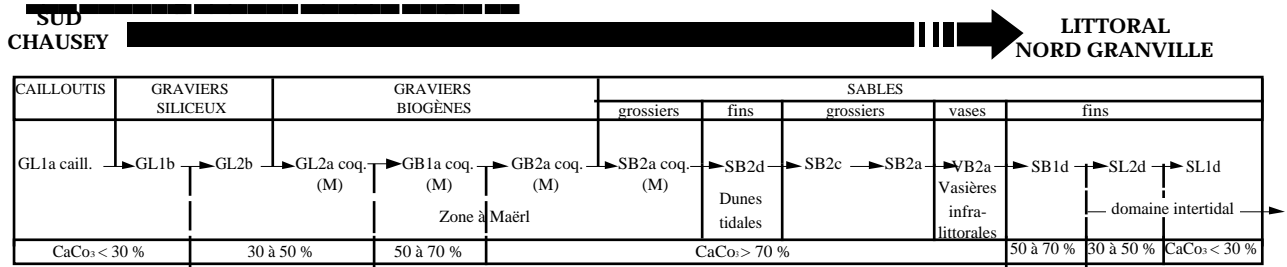 SUD
CHAUSEY
LITTORAL
NORD GRANVILLE
CAILLOUTIS
GRAVIERS
SILICEUX
GRAVIERS
BIOGÈNES
SABLES
grossiers
fins
grossiers
vases
fins
GL1a caill.
GL1b
GL2b
GL2a coq.
(M)
GB1a coq.
(M)
GB2a coq.
(M)
SB2a coq.
(M)
SB2d
SB2c
SB2a
VB2a
SB1d
SL2d
SL1d
Zone à Maërl
Dunes
tidales
Vasières
infra-
littorales
domaine intertidal
CaCo₃ < 30 %
30 à 50 %
50 à 70 %
CaCo₃ > 70 %
50 à 70 %
30 à 50 %
CaCo₃ < 30 %